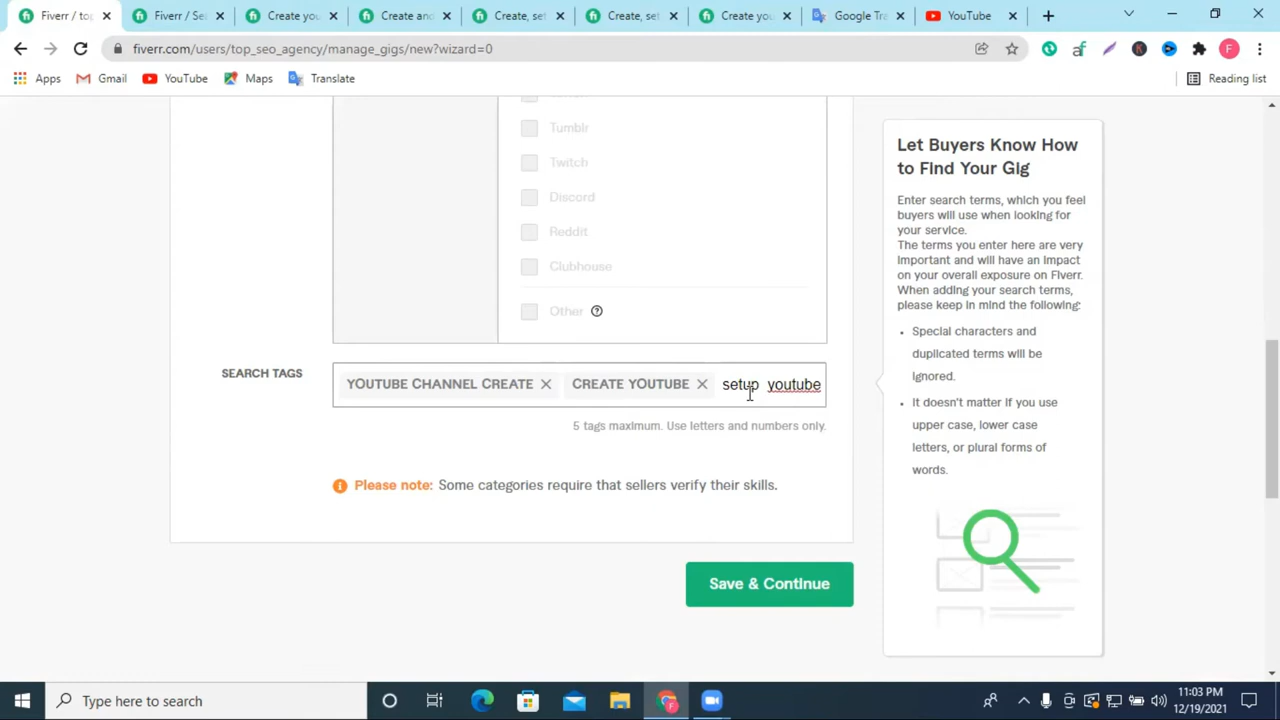 Fiverr / top
Fiverr / Se
Create you
Create and
Create, set
Create, set
Create you
Google Tra
YouTube
fiverr.com/users/top_seo_agency/manage_gigs/new?wizard=0
F
Apps
Gmail
YouTube
Maps
Translate
Reading list
Tumblr
Twitch
Discord
Reddit
Clubhouse
Other
SEARCH TAGS
YOUTUBE CHANNEL CREATE
CREATE YOUTUBE
setup youtube
5 tags maximum. Use letters and numbers only.
Please note: Some categories require that sellers verify their skills.
Save & Continue
Let Buyers Know How
to Find Your Gig
Enter search terms, which you feel
buyers will use when looking for
your service.
The terms you enter here are very
important and will have an impact
on your overall exposure on Fiverr.
When adding your search terms,
please keep in mind the following:
• Special characters and
duplicated terms will be
ignored.
• It doesn't matter if you use
upper case, lower case
letters, or plural forms of
words.
Type here to search
11:03 PM
12/19/2021